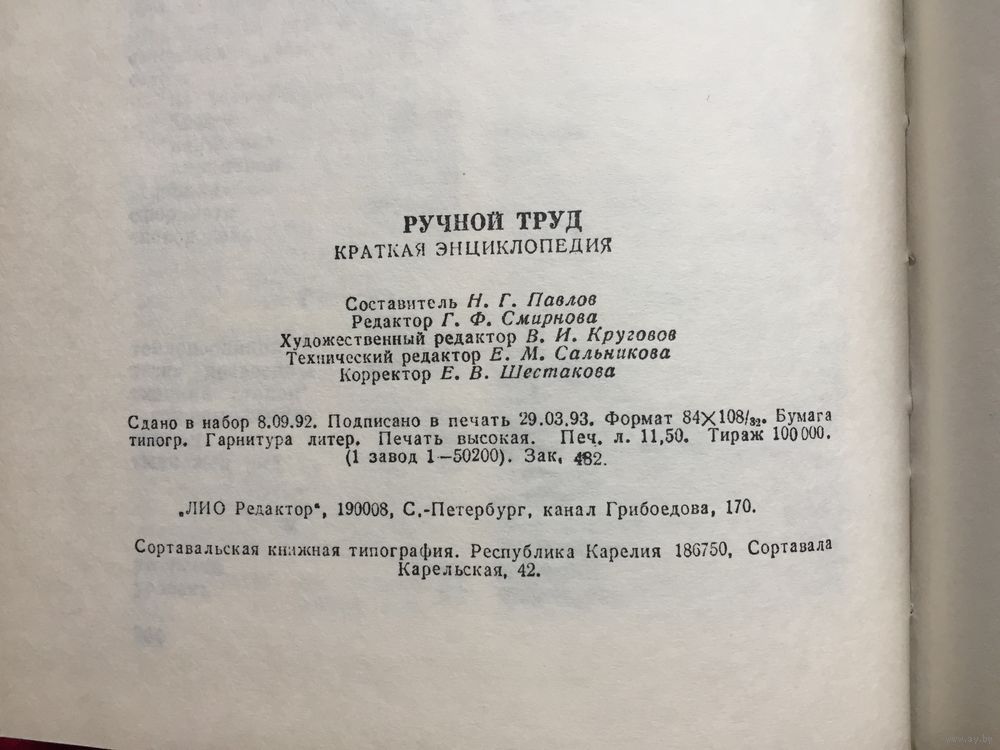 РУЧНОЙ ТРУД
КРАТКАЯ ЭНЦИКЛОПЕДИЯ
Составитель Н. Г. Павлов
Редактор Г. Ф. Смирнова
Художественный редактор В. И. Круговов
Технический редактор Е. М. Сальникова
Корректор Е. В. Шестакова
Сдано в набор 8.09.92. Подписано в печать 29.03.93. Формат 84×108/32. Бумага
типогр. Гарнитура литер. Печать высокая. Печ. л. 11,50. Тираж 100 000.
(1 завод 1—50200). Зак. 482.
„ЛИО Редактор“, 190008, С.-Петербург, канал Грибоедова, 170.
Сортавальская книжная типография. Республика Карелия 186750, Сортавала
Карельская, 42.
www.ay.by